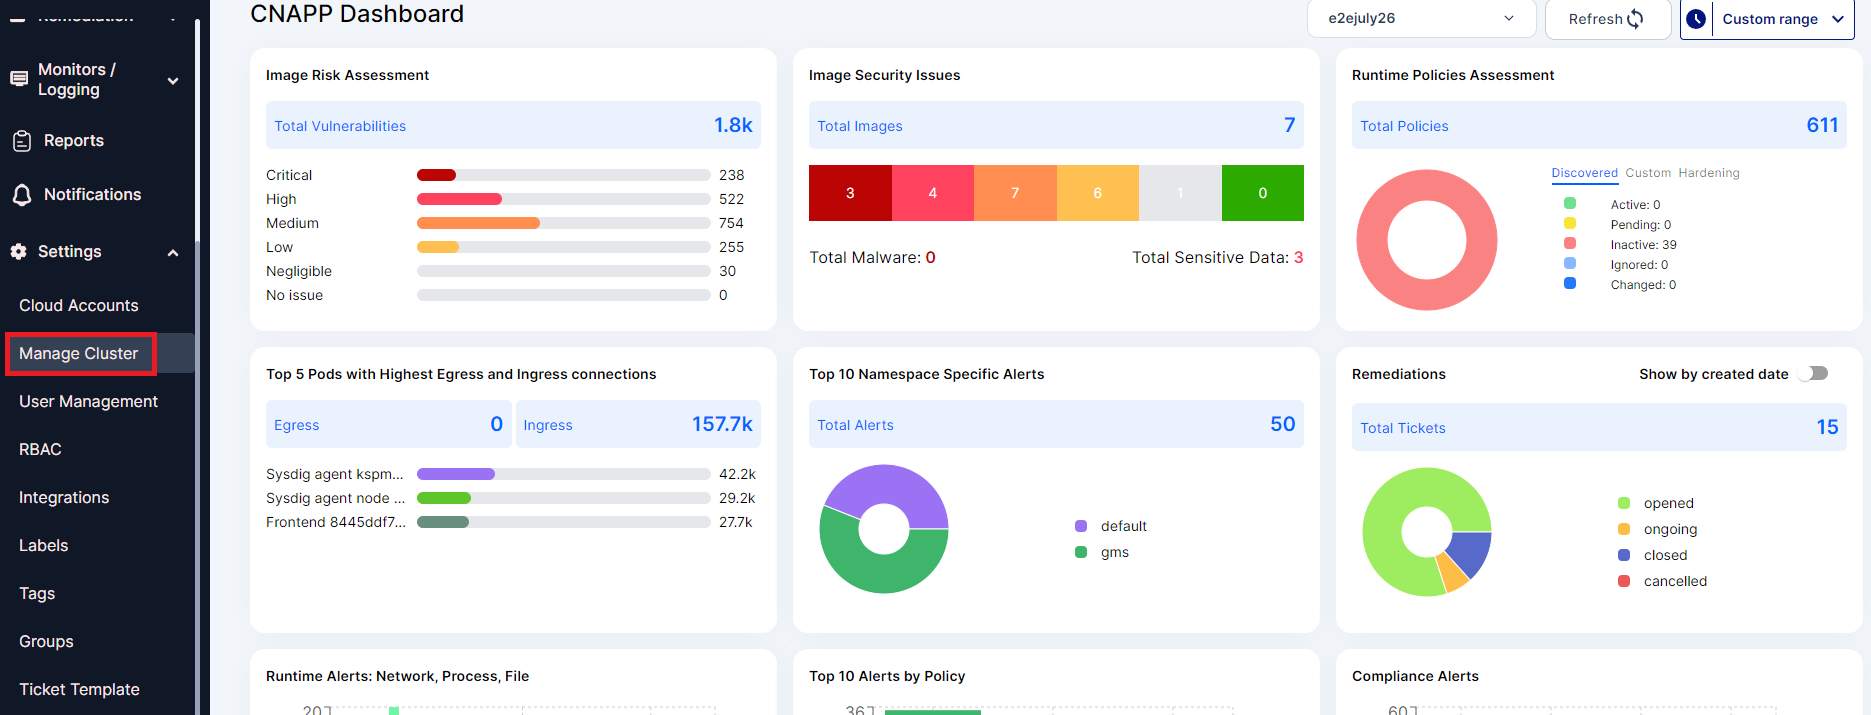 Remediation
Monitors /
Logging
Reports
Notifications
Settings
Cloud Accounts
Manage Cluster
User Management
RBAC
Integrations
Labels
Tags
Groups
Ticket Template
CNAPP Dashboard
e2ejuly26
Refresh
Custom range
Image Risk Assessment
Total Vulnerabilities 1.8k
Critical 238
High 522
Medium 754
Low 255
Negligible 30
No issue 0
Image Security Issues
Total Images 7
3 4 7 6 1 0
Total Malware: 0 Total Sensitive Data: 3
Runtime Policies Assessment
Total Policies 611
Discovered Custom Hardening
Active: 0
Pending: 0
Inactive: 39
Ignored: 0
Changed: 0
Top 5 Pods with Highest Egress and Ingress connections
Egress 0 Ingress 157.7k
Sysdig agent kspm... 42.2k
Sysdig agent node ... 29.2k
Frontend 8445ddf7... 27.7k
Top 10 Namespace Specific Alerts
Total Alerts 50
default
gms
Remediations Show by created date
Total Tickets 15
opened
ongoing
closed
cancelled
Runtime Alerts: Network, Process, File
20
Top 10 Alerts by Policy
36
Compliance Alerts
60